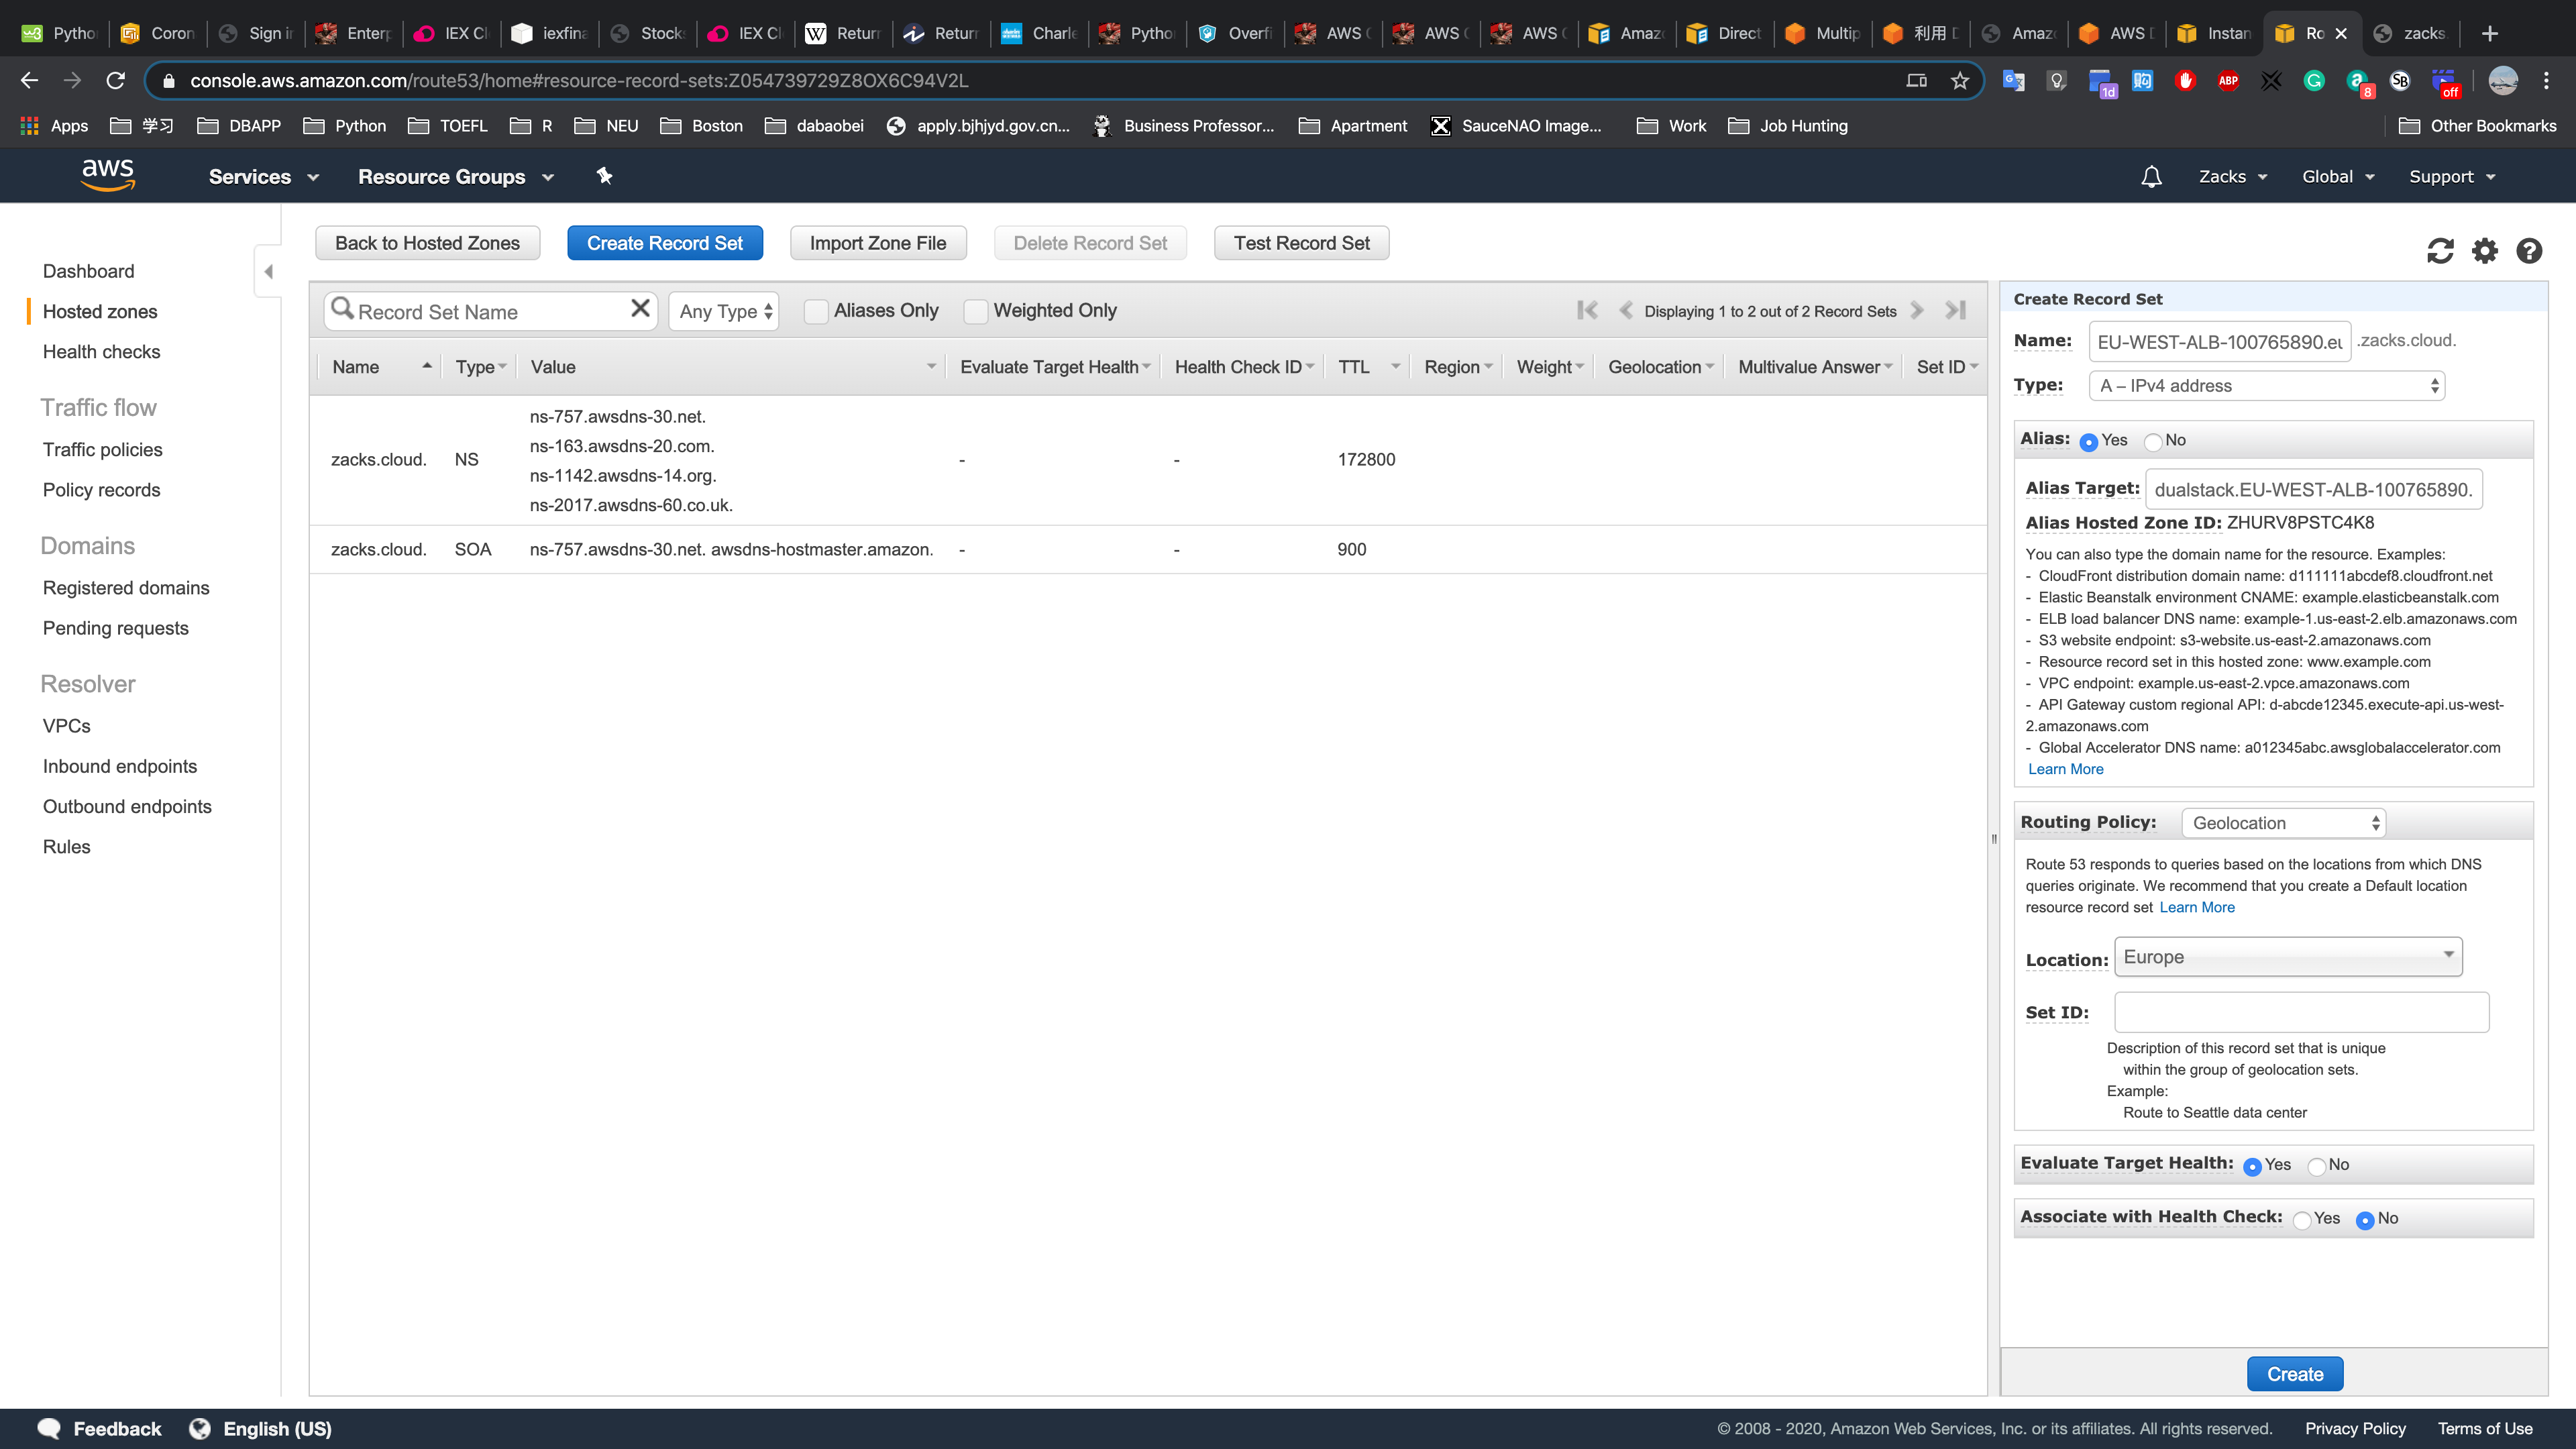 Pytho
Coron
Sign in
Enterp
IEX Cl
iexfina
Stock
IEX Cl
Return
Return
Charle
Pytho
Overfi
AWS
AWS
AWS
Amaz
Direct
Multip
利用
Amaz
AWS
Instan
Ro
zacks.
console.aws.amazon.com/route53/home#resource-record-sets:Z054739729Z8OX6C94V2L
1d
ABP
8
SB
off
Apps
学习
DBAPP
Python
TOEFL
R
NEU
Boston
dabaobei
apply.bjhjyd.gov.cn...
Business Professor...
Apartment
SauceNAO Image...
Work
Job Hunting
Other Bookmarks
aws
Services
Resource Groups
Zacks
Global
Support
Dashboard
Hosted zones
Health checks
Traffic flow
Traffic policies
Policy records
Domains
Registered domains
Pending requests
Resolver
VPCs
Inbound endpoints
Outbound endpoints
Rules
Back to Hosted Zones
Create Record Set
Import Zone File
Delete Record Set
Test Record Set
Record Set Name
Any Type
Aliases Only
Weighted Only
Displaying 1 to 2 out of 2 Record Sets
Name Type Value Evaluate Target Health Health Check ID TTL Region Weight Geolocation Multivalue Answer Set ID
ns-757.awsdns-30.net.
ns-163.awsdns-20.com.
zacks.cloud. NS - - 172800
ns-1142.awsdns-14.org.
ns-2017.awsdns-60.co.uk.
zacks.cloud. SOA ns-757.awsdns-30.net. awsdns-hostmaster.amazon. - - 900
Create Record Set
Name: EU-WEST-ALB-100765890.eu .zacks.cloud.
Type: A – IPv4 address
Alias: Yes No
Alias Target: dualstack.EU-WEST-ALB-100765890.
Alias Hosted Zone ID: ZHURV8PSTC4K8
You can also type the domain name for the resource. Examples:
- CloudFront distribution domain name: d111111abcdef8.cloudfront.net
- Elastic Beanstalk environment CNAME: example.elasticbeanstalk.com
- ELB load balancer DNS name: example-1.us-east-2.elb.amazonaws.com
- S3 website endpoint: s3-website.us-east-2.amazonaws.com
- Resource record set in this hosted zone: www.example.com
- VPC endpoint: example.us-east-2.vpce.amazonaws.com
- API Gateway custom regional API: d-abcde12345.execute-api.us-west-
2.amazonaws.com
- Global Accelerator DNS name: a012345abc.awsglobalaccelerator.com
Learn More
Routing Policy: Geolocation
Route 53 responds to queries based on the locations from which DNS
queries originate. We recommend that you create a Default location
resource record set Learn More
Location: Europe
Set ID:
Description of this record set that is unique
within the group of geolocation sets.
Example:
Route to Seattle data center
Evaluate Target Health: Yes No
Associate with Health Check: Yes No
Create
Feedback
English (US)
© 2008 - 2020, Amazon Web Services, Inc. or its affiliates. All rights reserved.
Privacy Policy
Terms of Use